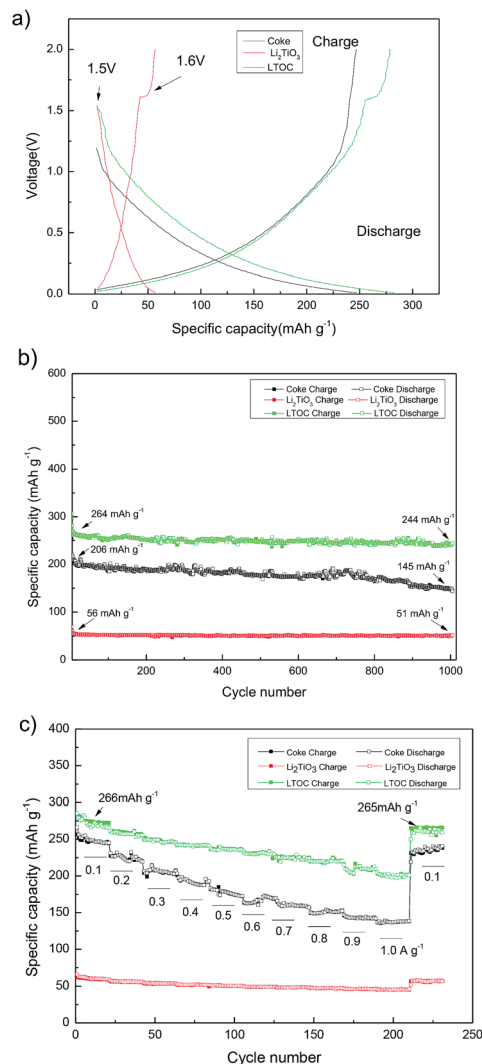 a)
Coke
Li₂TiO₃
LTOC
Charge
1.5V
1.6V
Discharge
2.0
1.5
1.0
0.5
0.0
Voltage(V)
0 50 100 150 200 250 300
Specific capacity(mAh g⁻¹)
b)
600
500
400
300
200
100
0
Specific capacity (mAh g⁻¹)
Coke Charge Coke Discharge
Li₂TiO₃ Charge Li₂TiO₃ Discharge
LTOC Charge LTOC Discharge
264 mAh g⁻¹
244 mAh g⁻¹
206 mAh g⁻¹
145 mAh g⁻¹
56 mAh g⁻¹
51 mAh g⁻¹
200 400 600 800 1000
Cycle number
c)
400
350
300
250
200
150
100
50
0
Specific capacity (mAh g⁻¹)
Coke Charge Coke Discharge
Li₂TiO₃ Charge Li₂TiO₃ Discharge
LTOC Charge LTOC Discharge
266mAh g⁻¹
265mAh g⁻¹
0.1
0.2
0.3
0.4
0.5
0.6
0.7
0.8
0.9
1.0 A g⁻¹
0.1
0 50 100 150 200 250
Cycle number